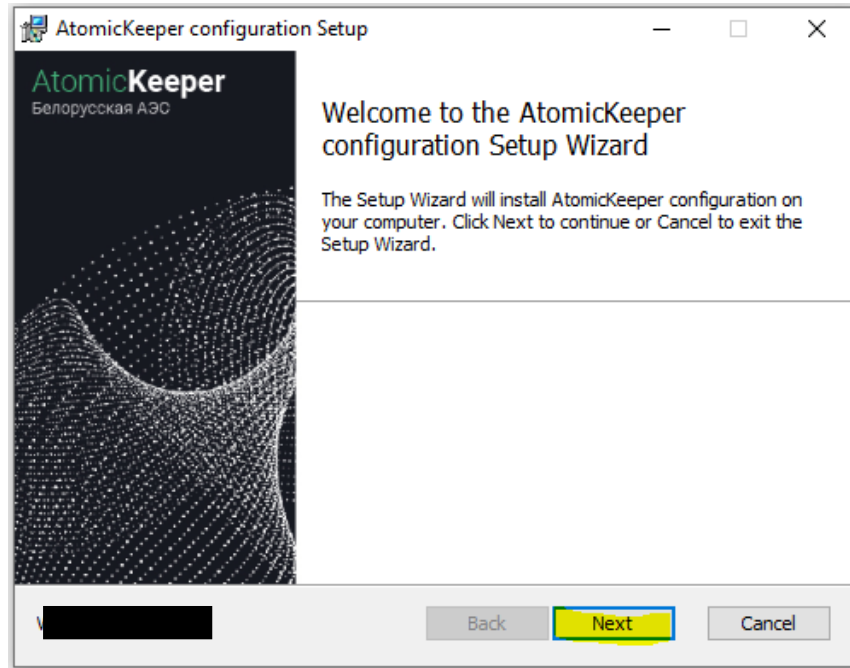 AtomicKeeper configuration Setup
AtomicKeeper
Белорусская АЭС
Welcome to the AtomicKeeper
configuration Setup Wizard
The Setup Wizard will install AtomicKeeper configuration on
your computer. Click Next to continue or Cancel to exit the
Setup Wizard.
Back
Next
Cancel